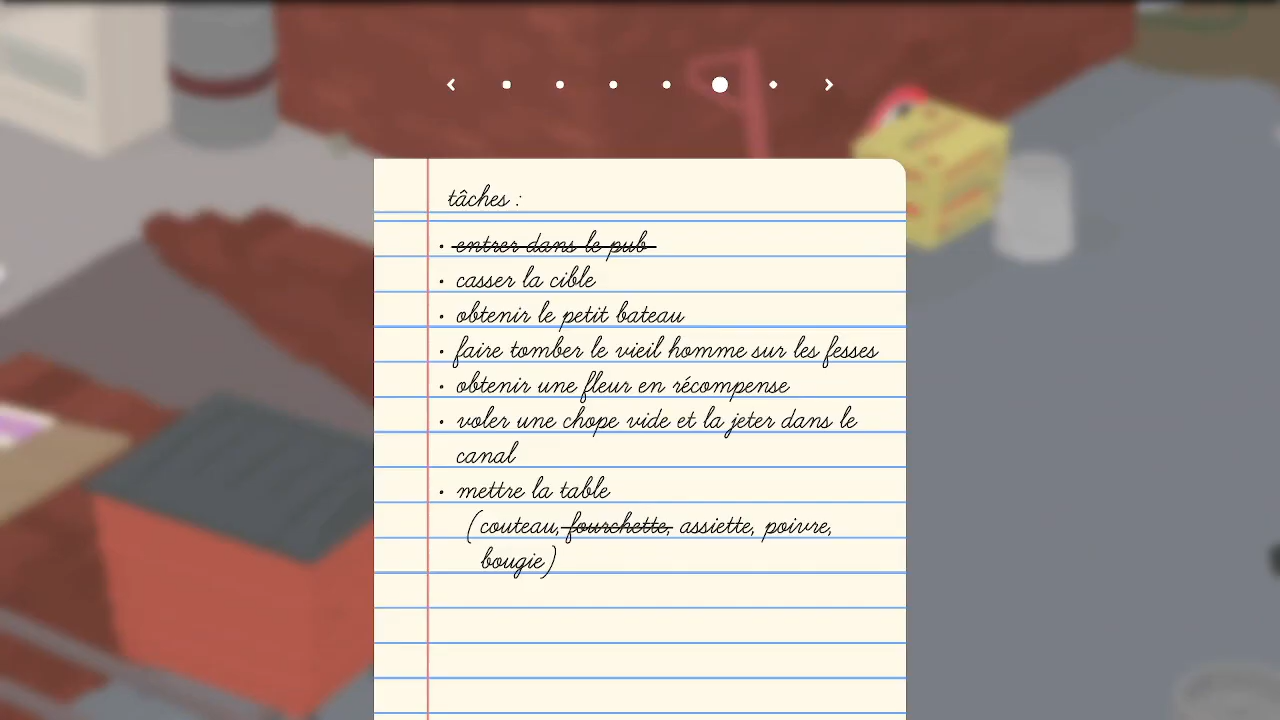 tâches :
• entrer dans le pub
• casser la cible
• obtenir le petit bateau
• faire tomber le vieil homme sur les fesses
• obtenir une fleur en récompense
• voler une chope vide et la jeter dans le
canal
• mettre la table
(couteau, fourchette, assiette, poivre,
bougie)